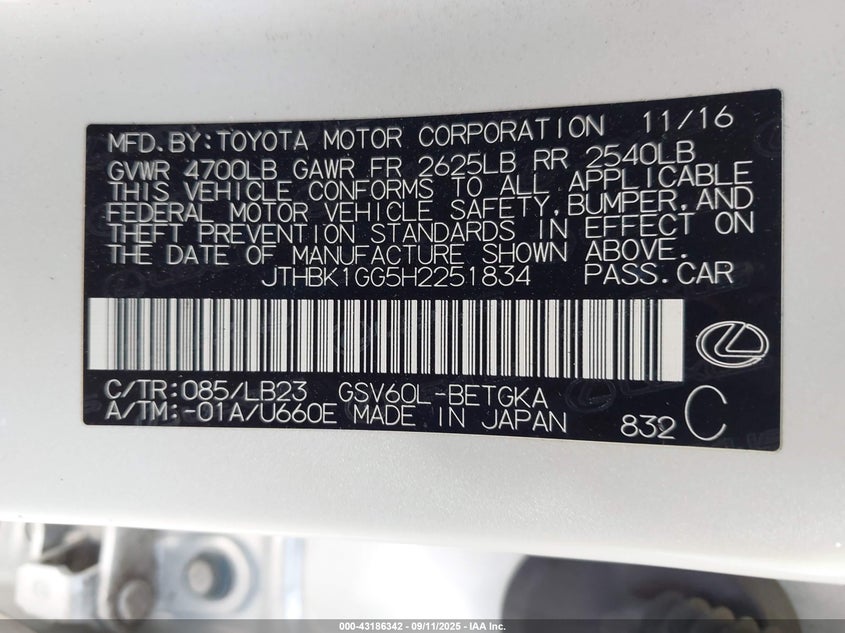 MFD.BY:TOYOTA MOTOR CORPORATION 11/16
GVWR 4700LB GAWR FR 2625LB RR 2540LB
THIS VEHICLE CONFORMS TO ALL APPLICABLE
FEDERAL MOTOR VEHICLE SAFETY,BUMPER,AND
THEFT PREVENTION STANDARDS IN EFFECT ON
THE DATE OF MANUFACTURE SHOWN ABOVE.
JTHBK1GG5H2251834 PASS.CAR
C/TR:085/LB23 GSV60L-BETGKA
A/TM:-01A/U660E MADE IN JAPAN 832 C
000-43186342 - 09/11/2025 - IAA Inc.